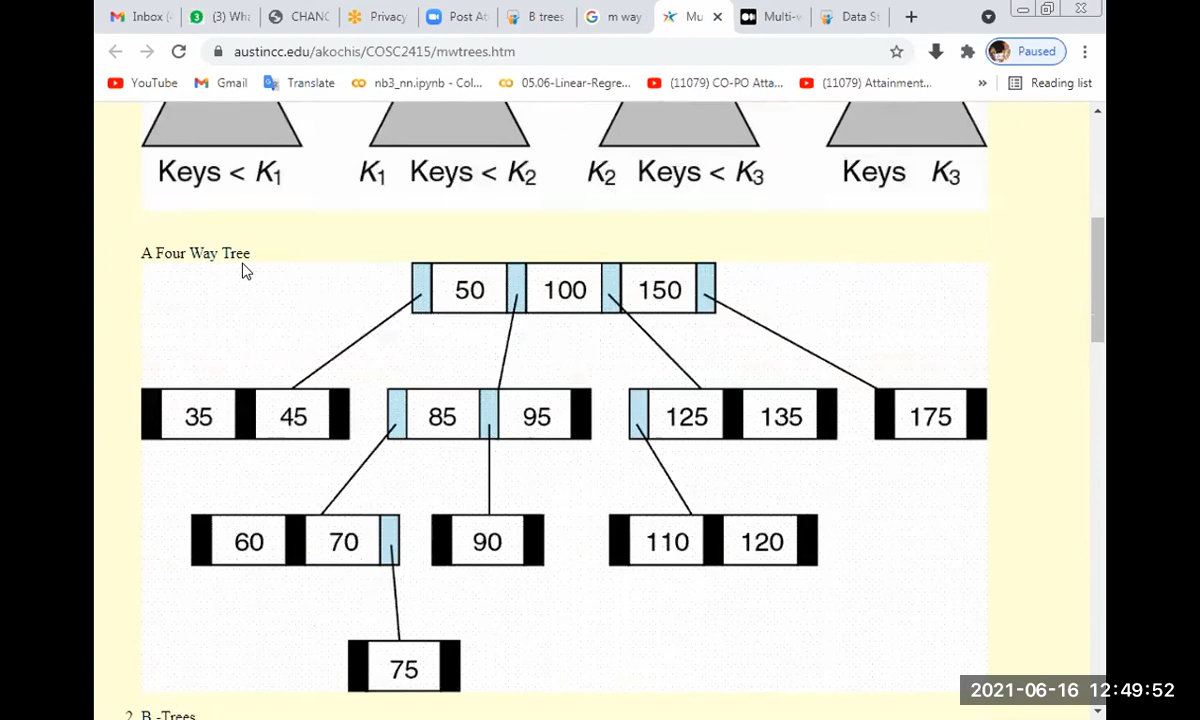 Inbox (
(3) Wha
CHANC
Privacy
Post At
B trees
m way
Mu
Multi-v
Data St
austincc.edu/akochis/COSC2415/mwtrees.htm
Paused
YouTube
Gmail
Translate
nb3_nn.ipynb - Col...
05.06-Linear-Regre...
(11079) CO-PO Atta...
(11079) Attainment...
»
Reading list
Keys < K1
K1 Keys < K2
K2 Keys < K3
Keys K3
A Four Way Tree
50 100 150
35 45
85 95
125 135
175
60 70
90
110 120
75
2021-06-16 12:49:52
2. B -Trees